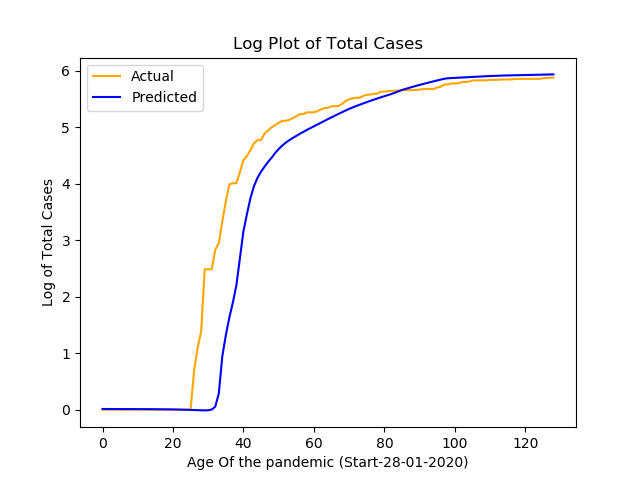 Log Plot of Total Cases
Actual
Predicted
Log of Total Cases
6
5
4
3
2
1
0
0 20 40 60 80 100 120
Age Of the pandemic (Start-28-01-2020)